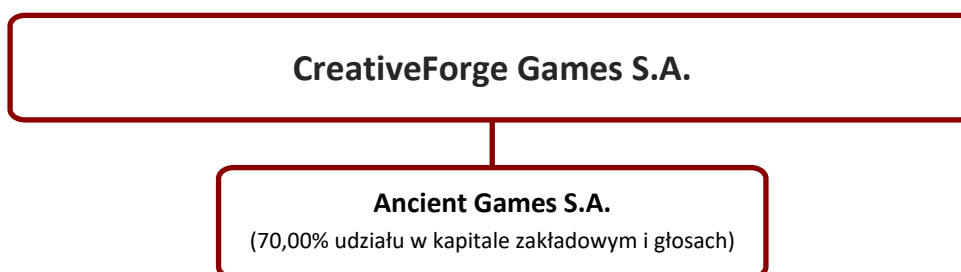 CreativeForge Games S.A.
Ancient Games S.A.
(70,00% udziału w kapitale zakładowym i głosach)